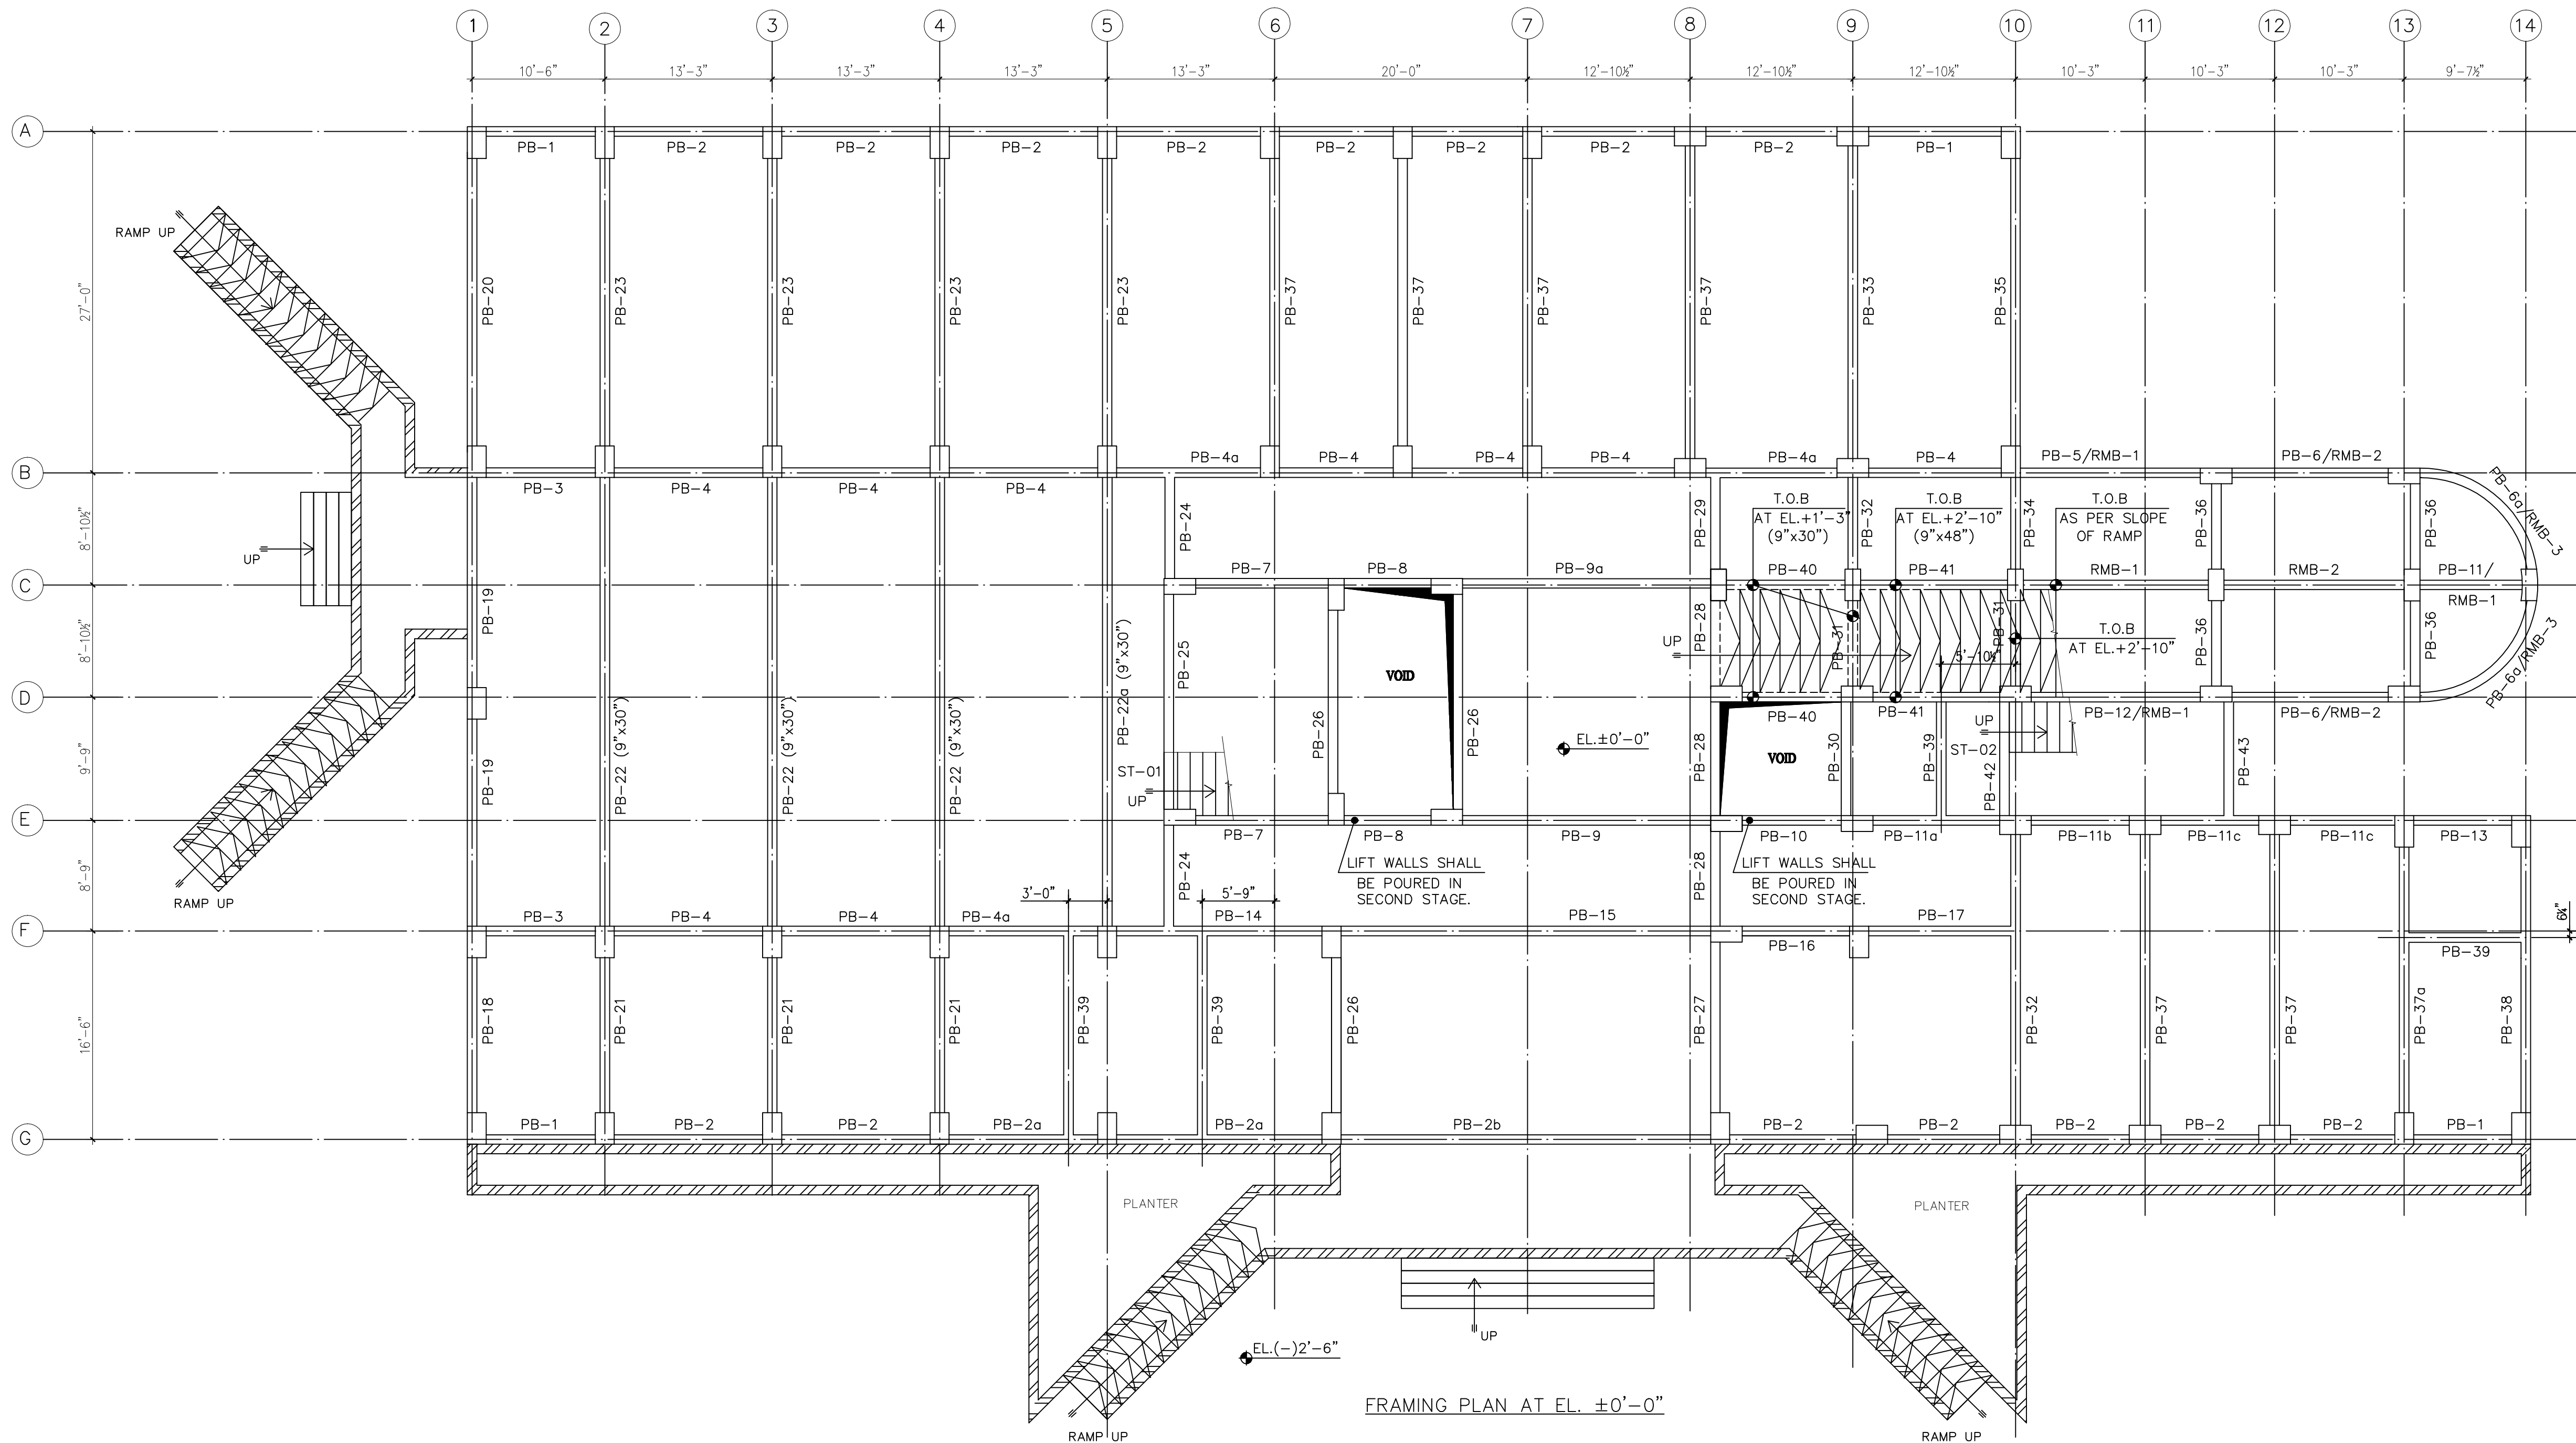 1 2 3 4 5 6 7 8 9 10 11 12 13 14
10'-6" 13'-3" 13'-3" 13'-3" 13'-3" 20'-0" 12'-10½" 12'-10½" 12'-10½" 10'-3" 10'-3" 10'-3" 9'-7½"
A
PB-1 PB-2 PB-2 PB-2 PB-2 PB-2 PB-2 PB-2 PB-2 PB-1
RAMP UP
27'-0"
PB-20 PB-23 PB-23 PB-23 PB-23 PB-37 PB-37 PB-37 PB-37 PB-33 PB-35
PB-4a PB-4 PB-4 PB-4 PB-4a PB-4 PB-5/RMB-1 PB-6/RMB-2
B
PB-3 PB-4 PB-4 PB-4
PB-6a/RMB-3
8'-10½"
PB-24 PB-29 PB-32 PB-34 PB-36 PB-36
T.O.B
AT EL.+1'-3"
(9"x30")
T.O.B
AT EL.+2'-10"
(9"x48")
T.O.B
AS PER SLOPE
OF RAMP
UP
PB-7 PB-8 PB-9a PB-40 PB-41 RMB-1 RMB-2 PB-11/
RMB-1
C
8'-10½"
PB-19 PB-25 PB-28 PB-31 PB-31 PB-36 PB-36
UP
T.O.B
AT EL.+2'-10"
5'-10½"
VOID
PB-6a/RMB-3
D
PB-40 PB-41 PB-12/RMB-1 PB-6/RMB-2
9'-9"
PB-19 PB-22 (9"x30") PB-22 (9"x30") PB-22 (9"x30") PB-22a (9"x30") PB-26 PB-26 PB-28 PB-30 PB-39 PB-42 PB-43
EL.±0'-0"
VOID
UP
ST-02
ST-01
UP
E
PB-7 PB-8 PB-9 PB-10 PB-11a PB-11b PB-11c PB-11c PB-13
LIFT WALLS SHALL
BE POURED IN
SECOND STAGE.
LIFT WALLS SHALL
BE POURED IN
SECOND STAGE.
8'-9"
PB-24 PB-28
3'-0" 5'-9"
PB-3 PB-4 PB-4 PB-4a PB-14 PB-15 PB-17
6¼"
F
PB-16 PB-39
RAMP UP
16'-6"
PB-18 PB-21 PB-21 PB-21 PB-39 PB-39 PB-26 PB-27 PB-32 PB-37 PB-37 PB-37a PB-38
PB-1 PB-2 PB-2 PB-2a PB-2a PB-2b PB-2 PB-2 PB-2 PB-2 PB-2 PB-1
G
PLANTER PLANTER
UP
EL.(-)2'-6"
FRAMING PLAN AT EL. ±0'-0"
RAMP UP RAMP UP